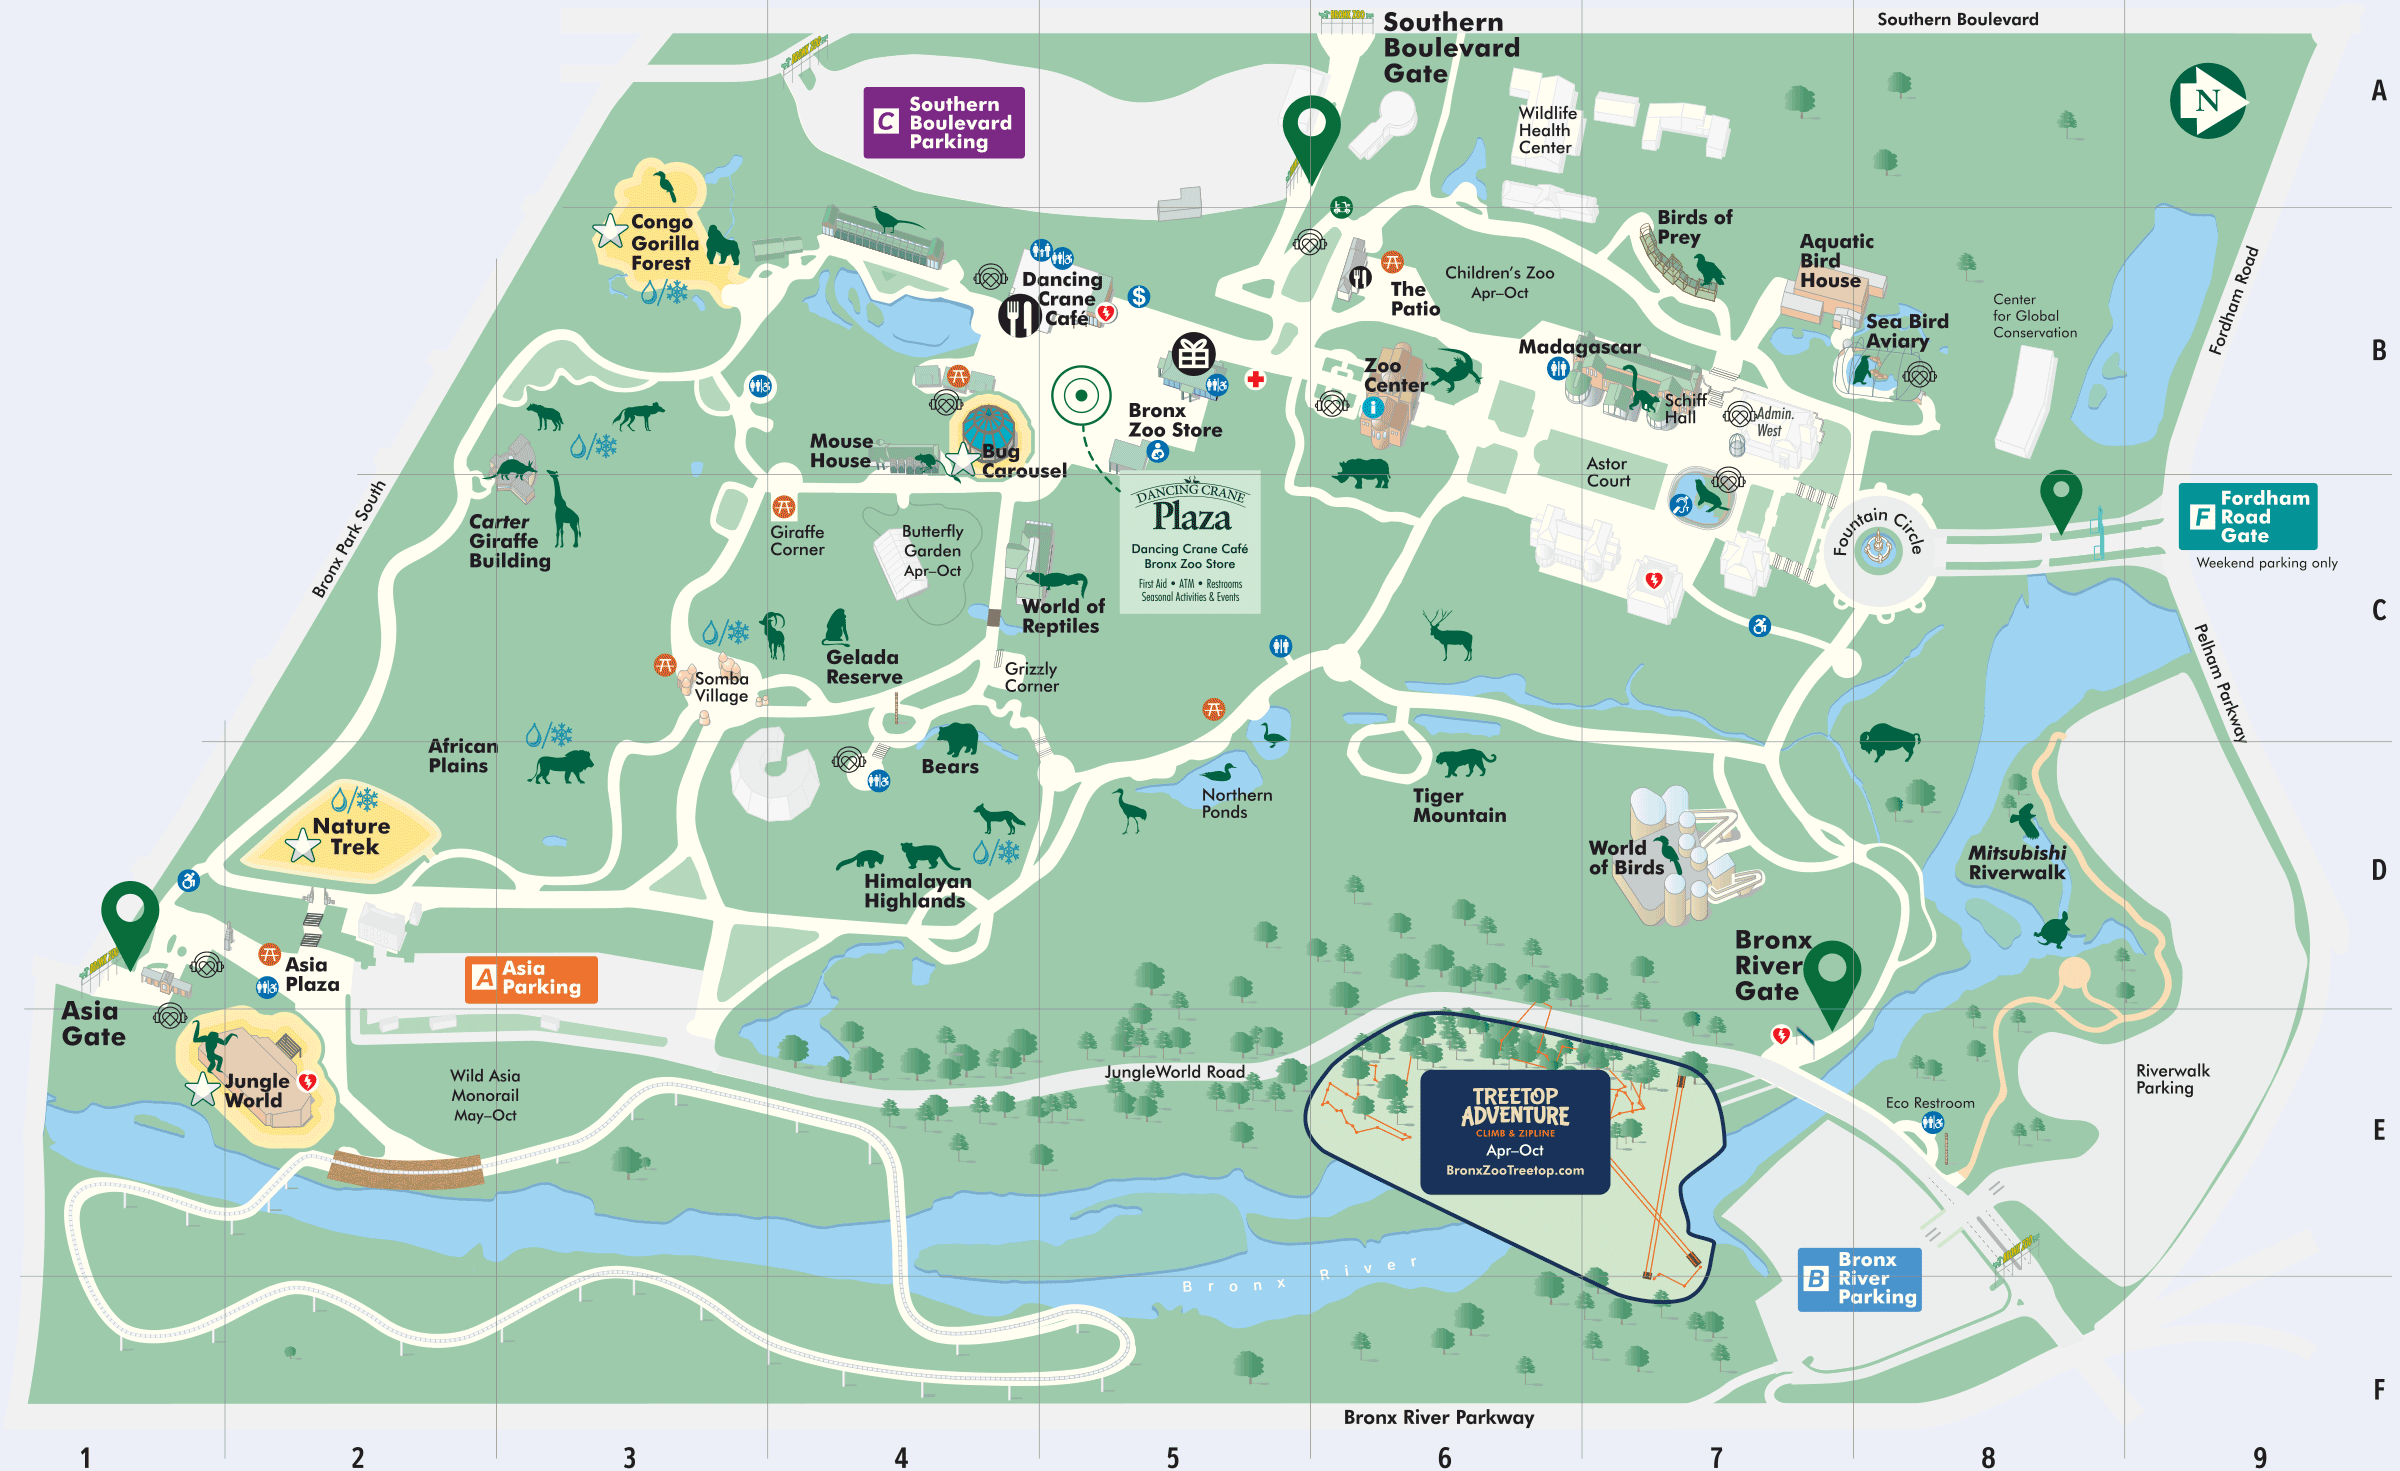 Southern Boulevard
BRONX ZOO
Southern
Boulevard
Gate
BRONX ZOO
A
N
C
Southern
Boulevard
Parking
Wildlife
Health
Center
Congo
Gorilla
Forest
Birds of
Prey
Aquatic
Bird
House
Dancing
Crane
Café
$
The
Patio
Children's Zoo
Apr–Oct
Sea Bird
Aviary
Center
for Global
Conservation
Fordham Road
B
Madagascar
Zoo
Center
i
Schiff
Hall
Admin.
West
Bronx
Zoo Store
Mouse
House
Bug
Carousel
Astor
Court
Bronx Park South
Carter
Giraffe
Building
Giraffe
Corner
Butterfly
Garden
Apr–Oct
DANCING CRANE
Plaza
Dancing Crane Café
Bronx Zoo Store
First Aid • ATM • Restrooms
Seasonal Activities & Events
Fountain Circle
F
Fordham
Road
Gate
Weekend parking only
World of
Reptiles
C
Gelada
Reserve
Grizzly
Corner
Somba
Village
Pelham Parkway
African
Plains
Bears
Northern
Ponds
Tiger
Mountain
Nature
Trek
World
of Birds
Mitsubishi
Riverwalk
D
Himalayan
Highlands
Asia
Plaza
A
Asia
Parking
Bronx
River
Gate
Asia
Gate
BRONX ZOO
Jungle
World
Wild Asia
Monorail
May–Oct
JungleWorld Road
Riverwalk
Parking
Eco Restroom
TREETOP
ADVENTURE
CLIMB & ZIPLINE
Apr–Oct
BronxZooTreetop.com
E
Bronx River
BRONX ZOO
B
Bronx
River
Parking
F
Bronx River Parkway
1 2 3 4 5 6 7 8 9